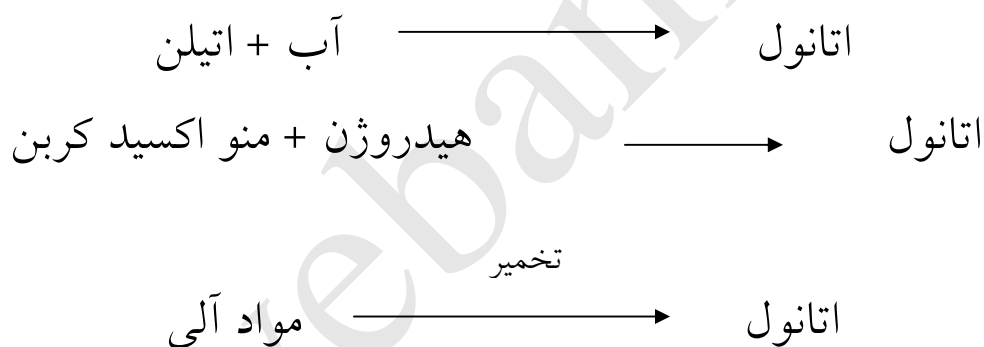 آب + اتیلن ⟶ اتانول
هیدروژن + منو اکسید کربن ⟶ اتانول
تخمیر
مواد آلی ⟶ اتانول